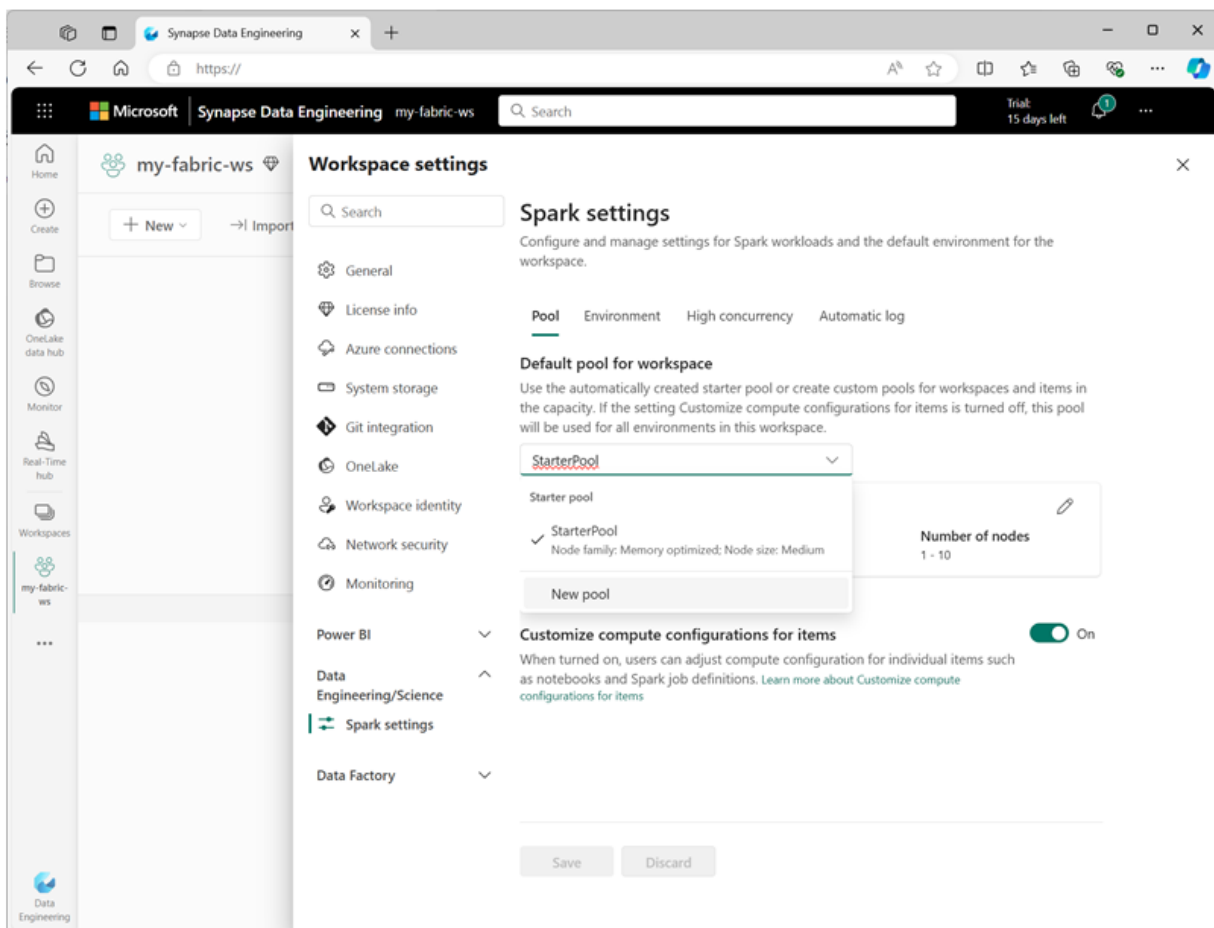 Synapse Data Engineering
https://
Microsoft Synapse Data Engineering my-fabric-ws
Search
Trial:
15 days left
1
Home
Create
Browse
OneLake
data hub
Monitor
Real-Time
hub
Workspaces
my-fabric-
ws
Data
Engineering
my-fabric-ws
New
Import
Workspace settings
Search
General
License info
Azure connections
System storage
Git integration
OneLake
Workspace identity
Network security
Monitoring
Power BI
Data
Engineering/Science
Spark settings
Data Factory
Spark settings
Configure and manage settings for Spark workloads and the default environment for the
workspace.
Pool Environment High concurrency Automatic log
Default pool for workspace
Use the automatically created starter pool or create custom pools for workspaces and items in
the capacity. If the setting Customize compute configurations for items is turned off, this pool
will be used for all environments in this workspace.
StarterPool
Starter pool
StarterPool
Node family: Memory optimized; Node size: Medium
New pool
Number of nodes
1 - 10
Customize compute configurations for items
On
When turned on, users can adjust compute configuration for individual items such
as notebooks and Spark job definitions. Learn more about Customize compute
configurations for items
Save Discard